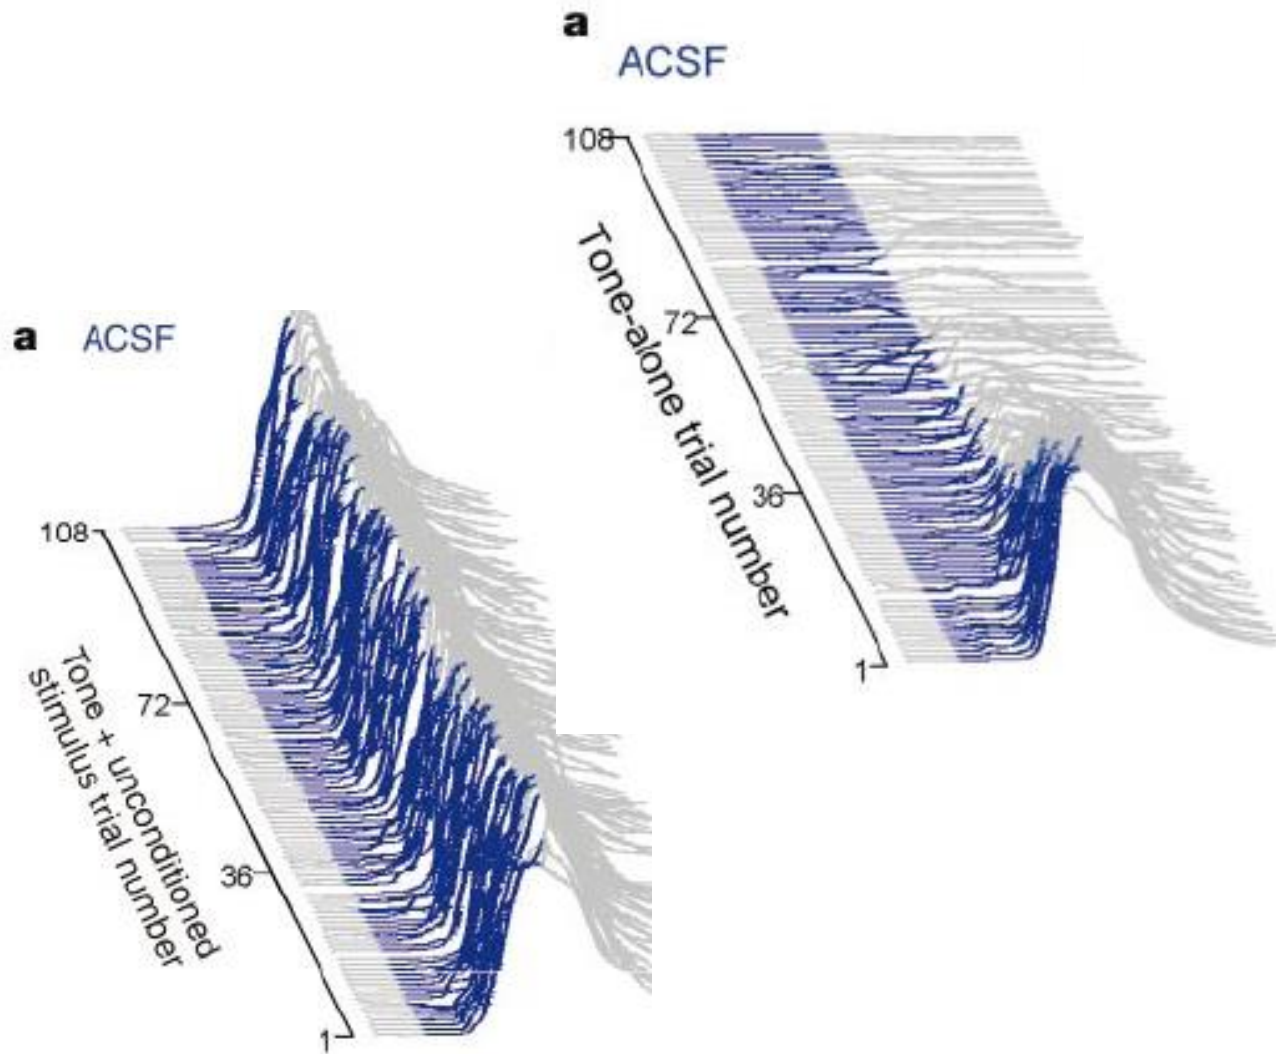 a
ACSF
108
72
36
1
Tone-alone trial number
a ACSF
108
72
36
1
Tone + unconditioned
stimulus trial number